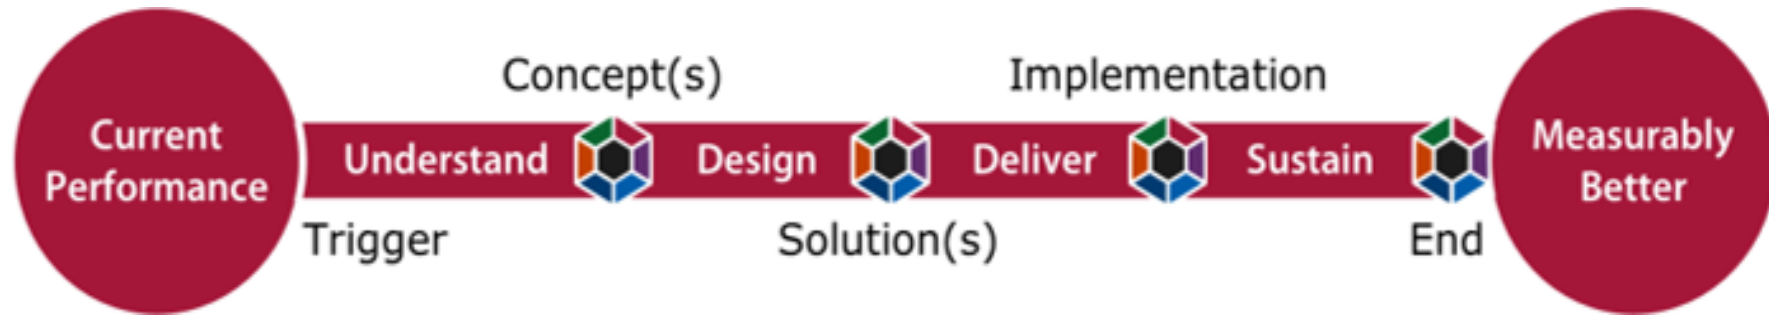 Concept(s)
Implementation
Current
Performance
Understand
Design
Deliver
Sustain
Measurably
Better
Trigger
Solution(s)
End